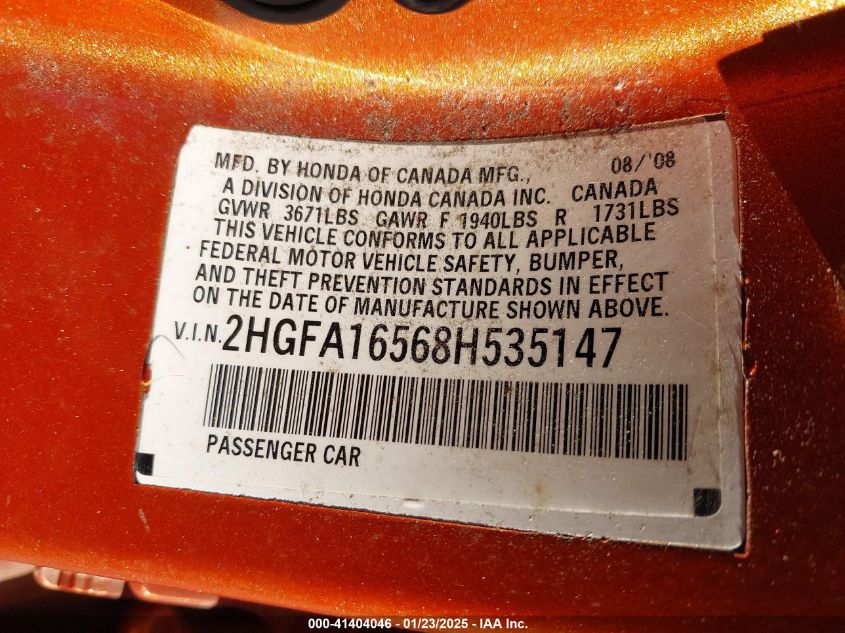 MFD. BY HONDA OF CANADA MFG., 08/'08
A DIVISION OF HONDA CANADA INC. CANADA
GVWR 3671LBS GAWR F 1940LBS R 1731LBS
THIS VEHICLE CONFORMS TO ALL APPLICABLE
FEDERAL MOTOR VEHICLE SAFETY, BUMPER,
AND THEFT PREVENTION STANDARDS IN EFFECT
ON THE DATE OF MANUFACTURE SHOWN ABOVE.
V.I.N. 2HGFA16568H535147
PASSENGER CAR
000-41404046 - 01/23/2025 - IAA Inc.